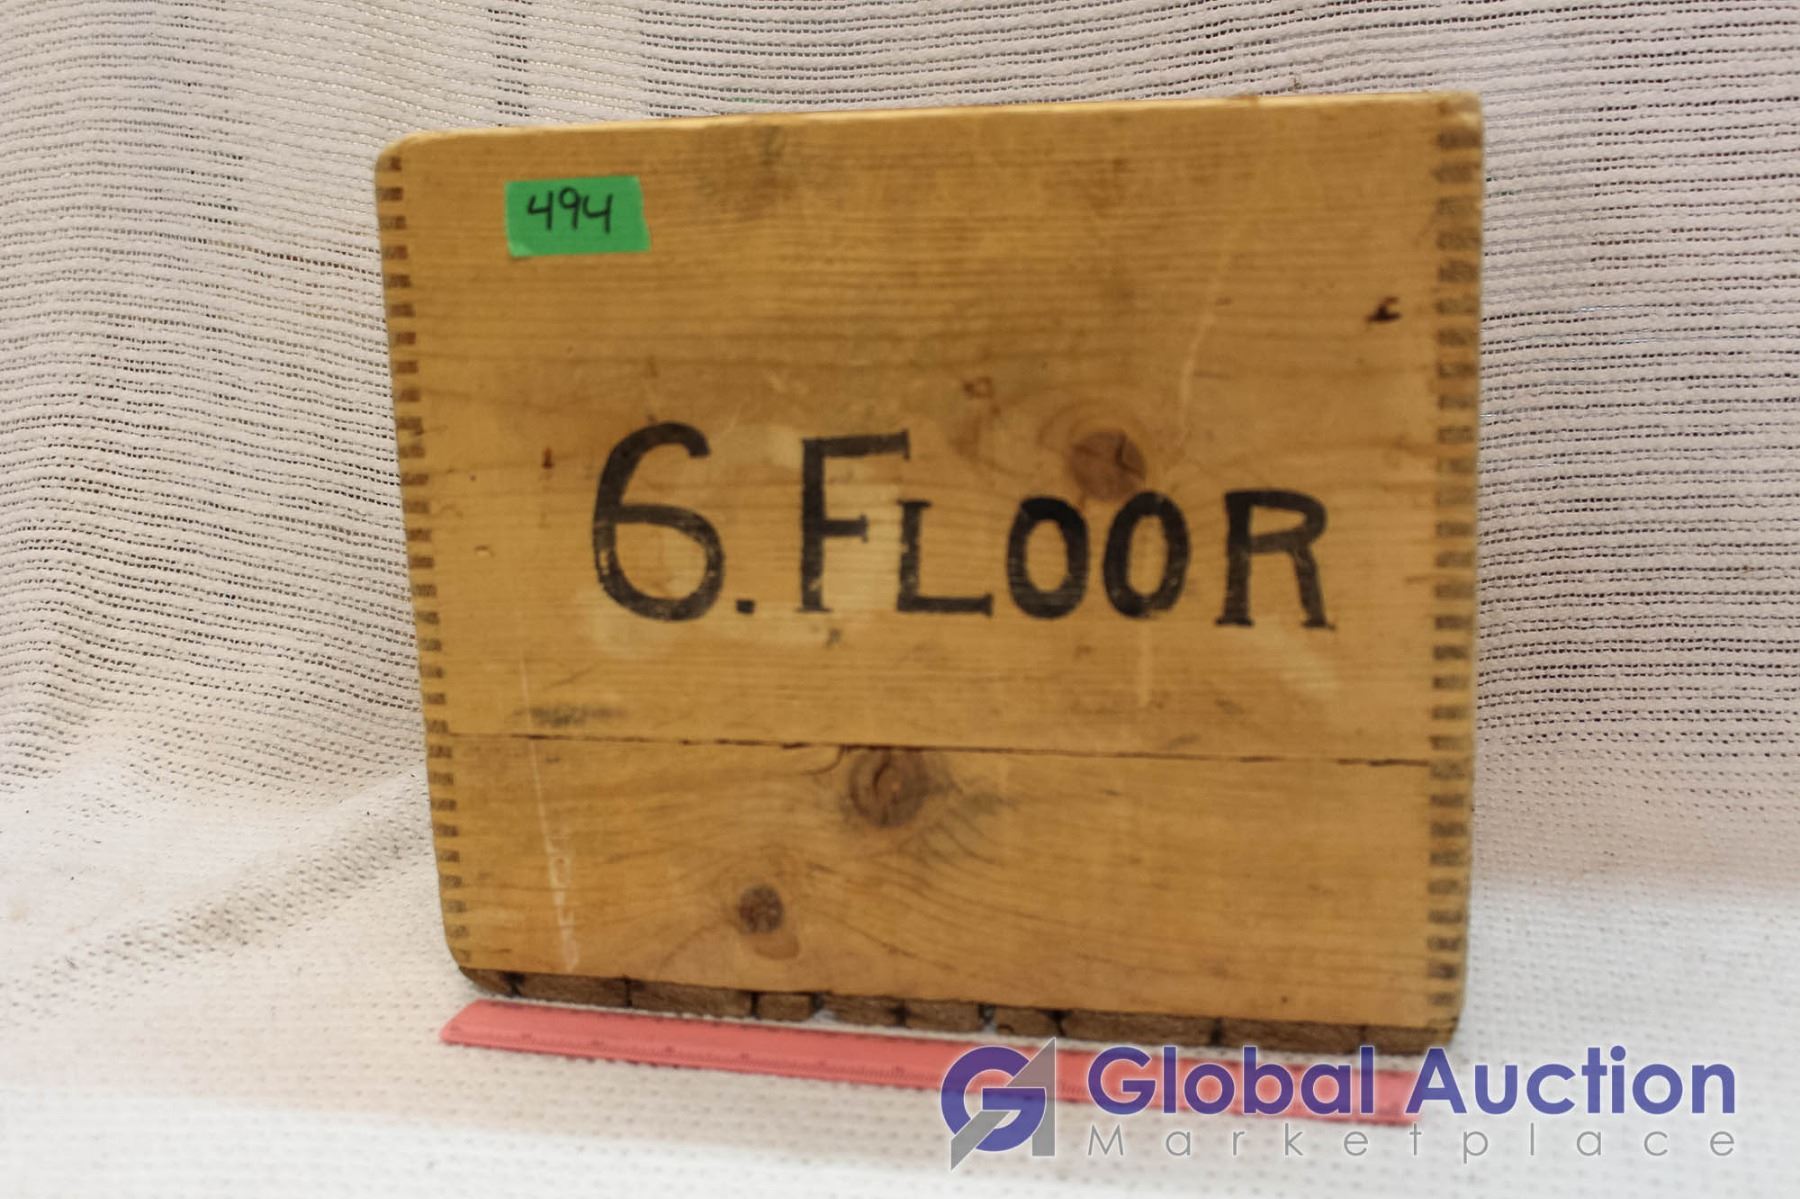 494
6. FLOOR
Global Auction
Marketplace